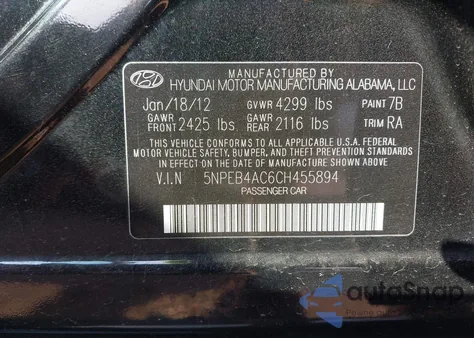 MANUFACTURED BY
HYUNDAI MOTOR MANUFACTURING ALABAMA, LLC
Jan/18/12 GVWR 4299 lbs PAINT 7B
GAWR FRONT 2425 lbs GAWR REAR 2116 lbs TRIM RA
THIS VEHICLE CONFORMS TO ALL APPLICABLE U.S.A. FEDERAL
MOTOR VEHICLE SAFETY, AND THEFT PREVENTION STANDARDS
IN EFFECT ON THE DATE OF MANUFACTURE SHOWN ABOVE.
V.I.N 5NPEB4AC6CH455894
PASSENGER CAR
autoSnap
Powered by